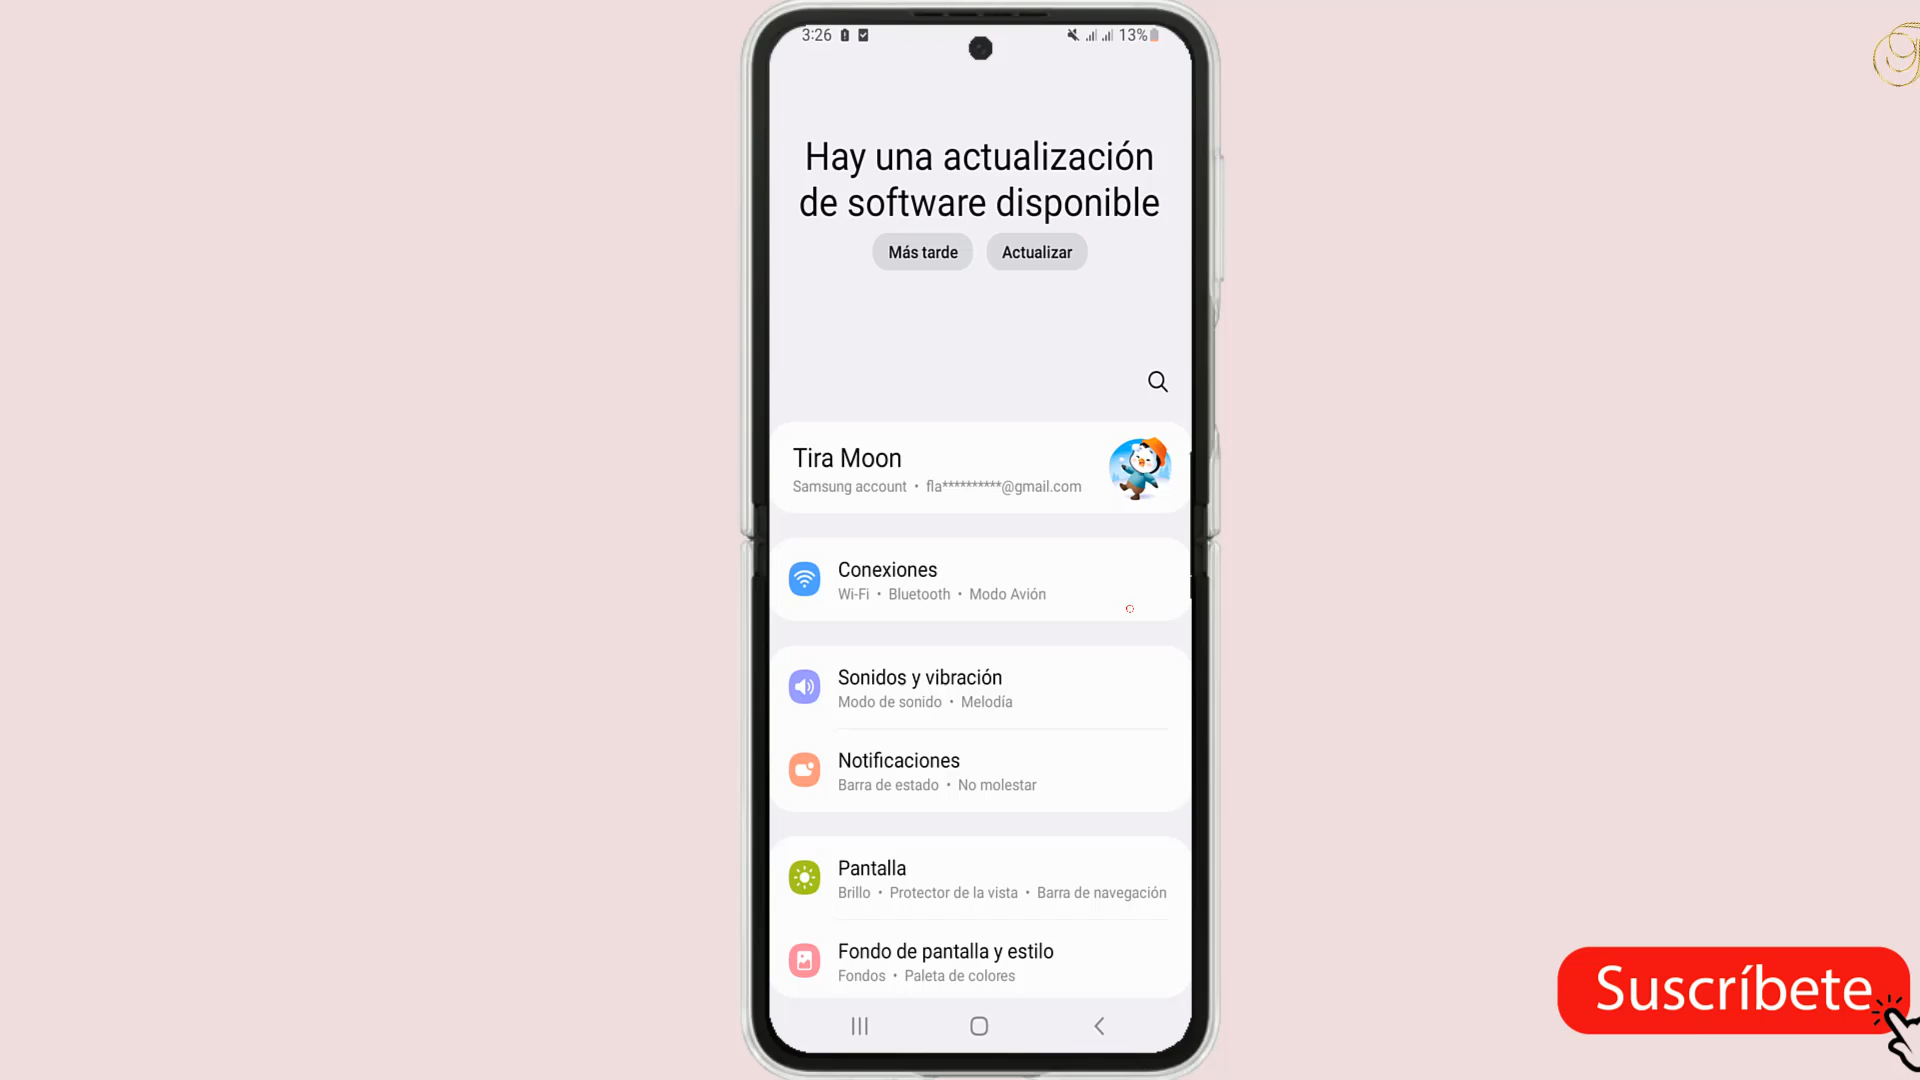 3:26
13%
Hay una actualización
de software disponible
Más tarde
Actualizar
Tira Moon
Samsung account • fla**********@gmail.com
Conexiones
Wi-Fi • Bluetooth • Modo Avión
Sonidos y vibración
Modo de sonido • Melodía
Notificaciones
Barra de estado • No molestar
Pantalla
Brillo • Protector de la vista • Barra de navegación
Fondo de pantalla y estilo
Fondos • Paleta de colores
Suscríbete